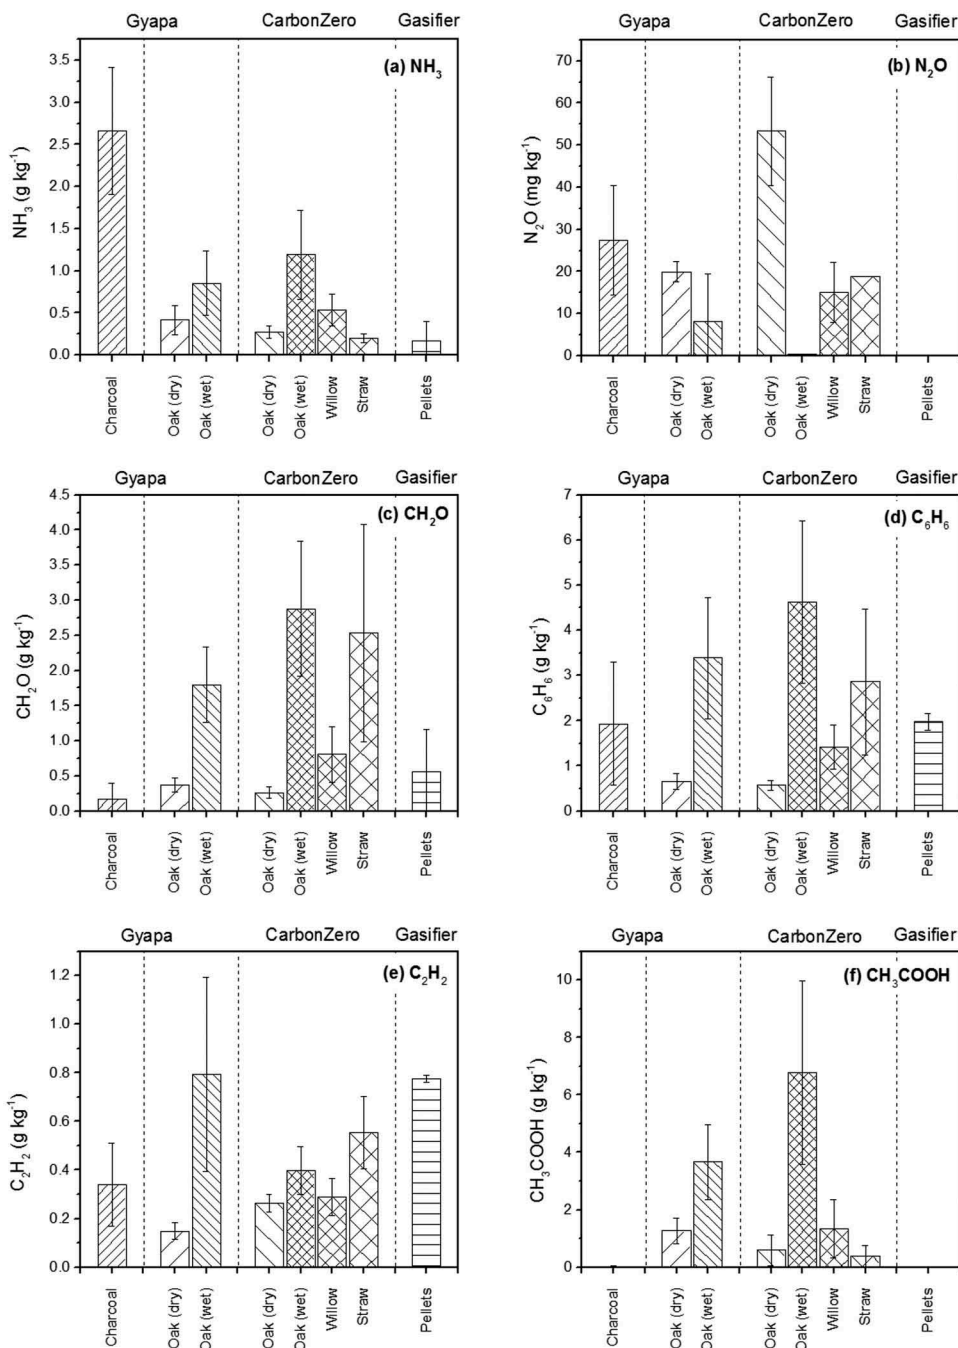 Gyapa CarbonZero Gasifier
(a) NH₃
NH₃ (g kg⁻¹)
3.5
3.0
2.5
2.0
1.5
1.0
0.5
0.0
Charcoal
Oak (dry)
Oak (wet)
Oak (dry)
Oak (wet)
Willow
Straw
Pellets
Gyapa CarbonZero Gasifier
(b) N₂O
N₂O (mg kg⁻¹)
70
60
50
40
30
20
10
0
Charcoal
Oak (dry)
Oak (wet)
Oak (dry)
Oak (wet)
Willow
Straw
Pellets
Gyapa CarbonZero Gasifier
(c) CH₂O
CH₂O (g kg⁻¹)
4.5
4.0
3.5
3.0
2.5
2.0
1.5
1.0
0.5
0.0
Charcoal
Oak (dry)
Oak (wet)
Oak (dry)
Oak (wet)
Willow
Straw
Pellets
Gyapa CarbonZero Gasifier
(d) C₆H₆
C₆H₆ (g kg⁻¹)
7
6
5
4
3
2
1
0
Charcoal
Oak (dry)
Oak (wet)
Oak (dry)
Oak (wet)
Willow
Straw
Pellets
Gyapa CarbonZero Gasifier
(e) C₂H₂
C₂H₂ (g kg⁻¹)
1.2
1.0
0.8
0.6
0.4
0.2
0.0
Charcoal
Oak (dry)
Oak (wet)
Oak (dry)
Oak (wet)
Willow
Straw
Pellets
Gyapa CarbonZero Gasifier
(f) CH₃COOH
CH₃COOH (g kg⁻¹)
10
8
6
4
2
0
Charcoal
Oak (dry)
Oak (wet)
Oak (dry)
Oak (wet)
Willow
Straw
Pellets